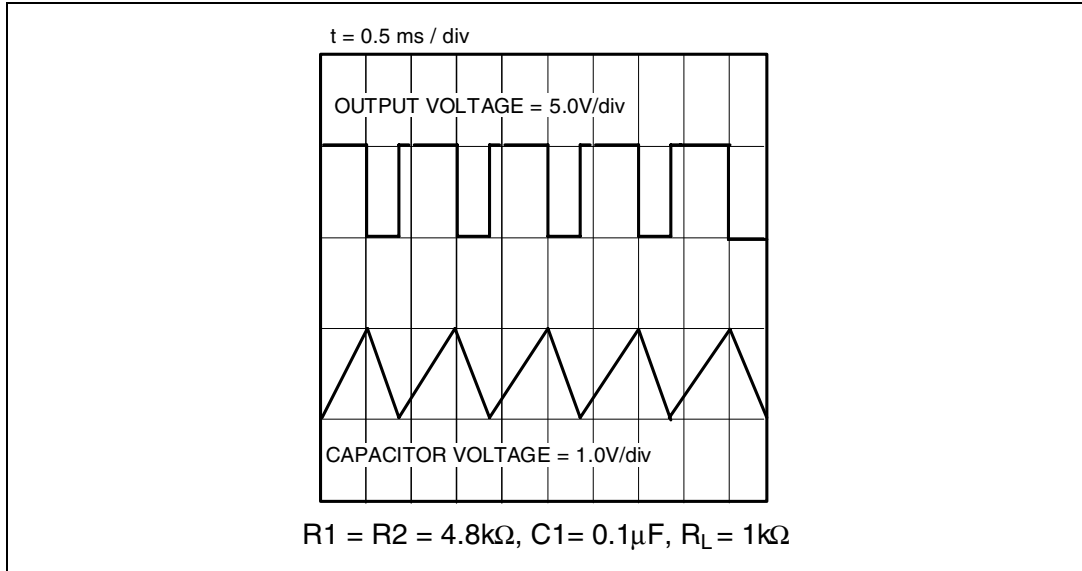 t = 0.5 ms / div
OUTPUT VOLTAGE = 5.0V/div
CAPACITOR VOLTAGE = 1.0V/div
R1 = R2 = 4.8kΩ, C1= 0.1μF, RL = 1kΩ